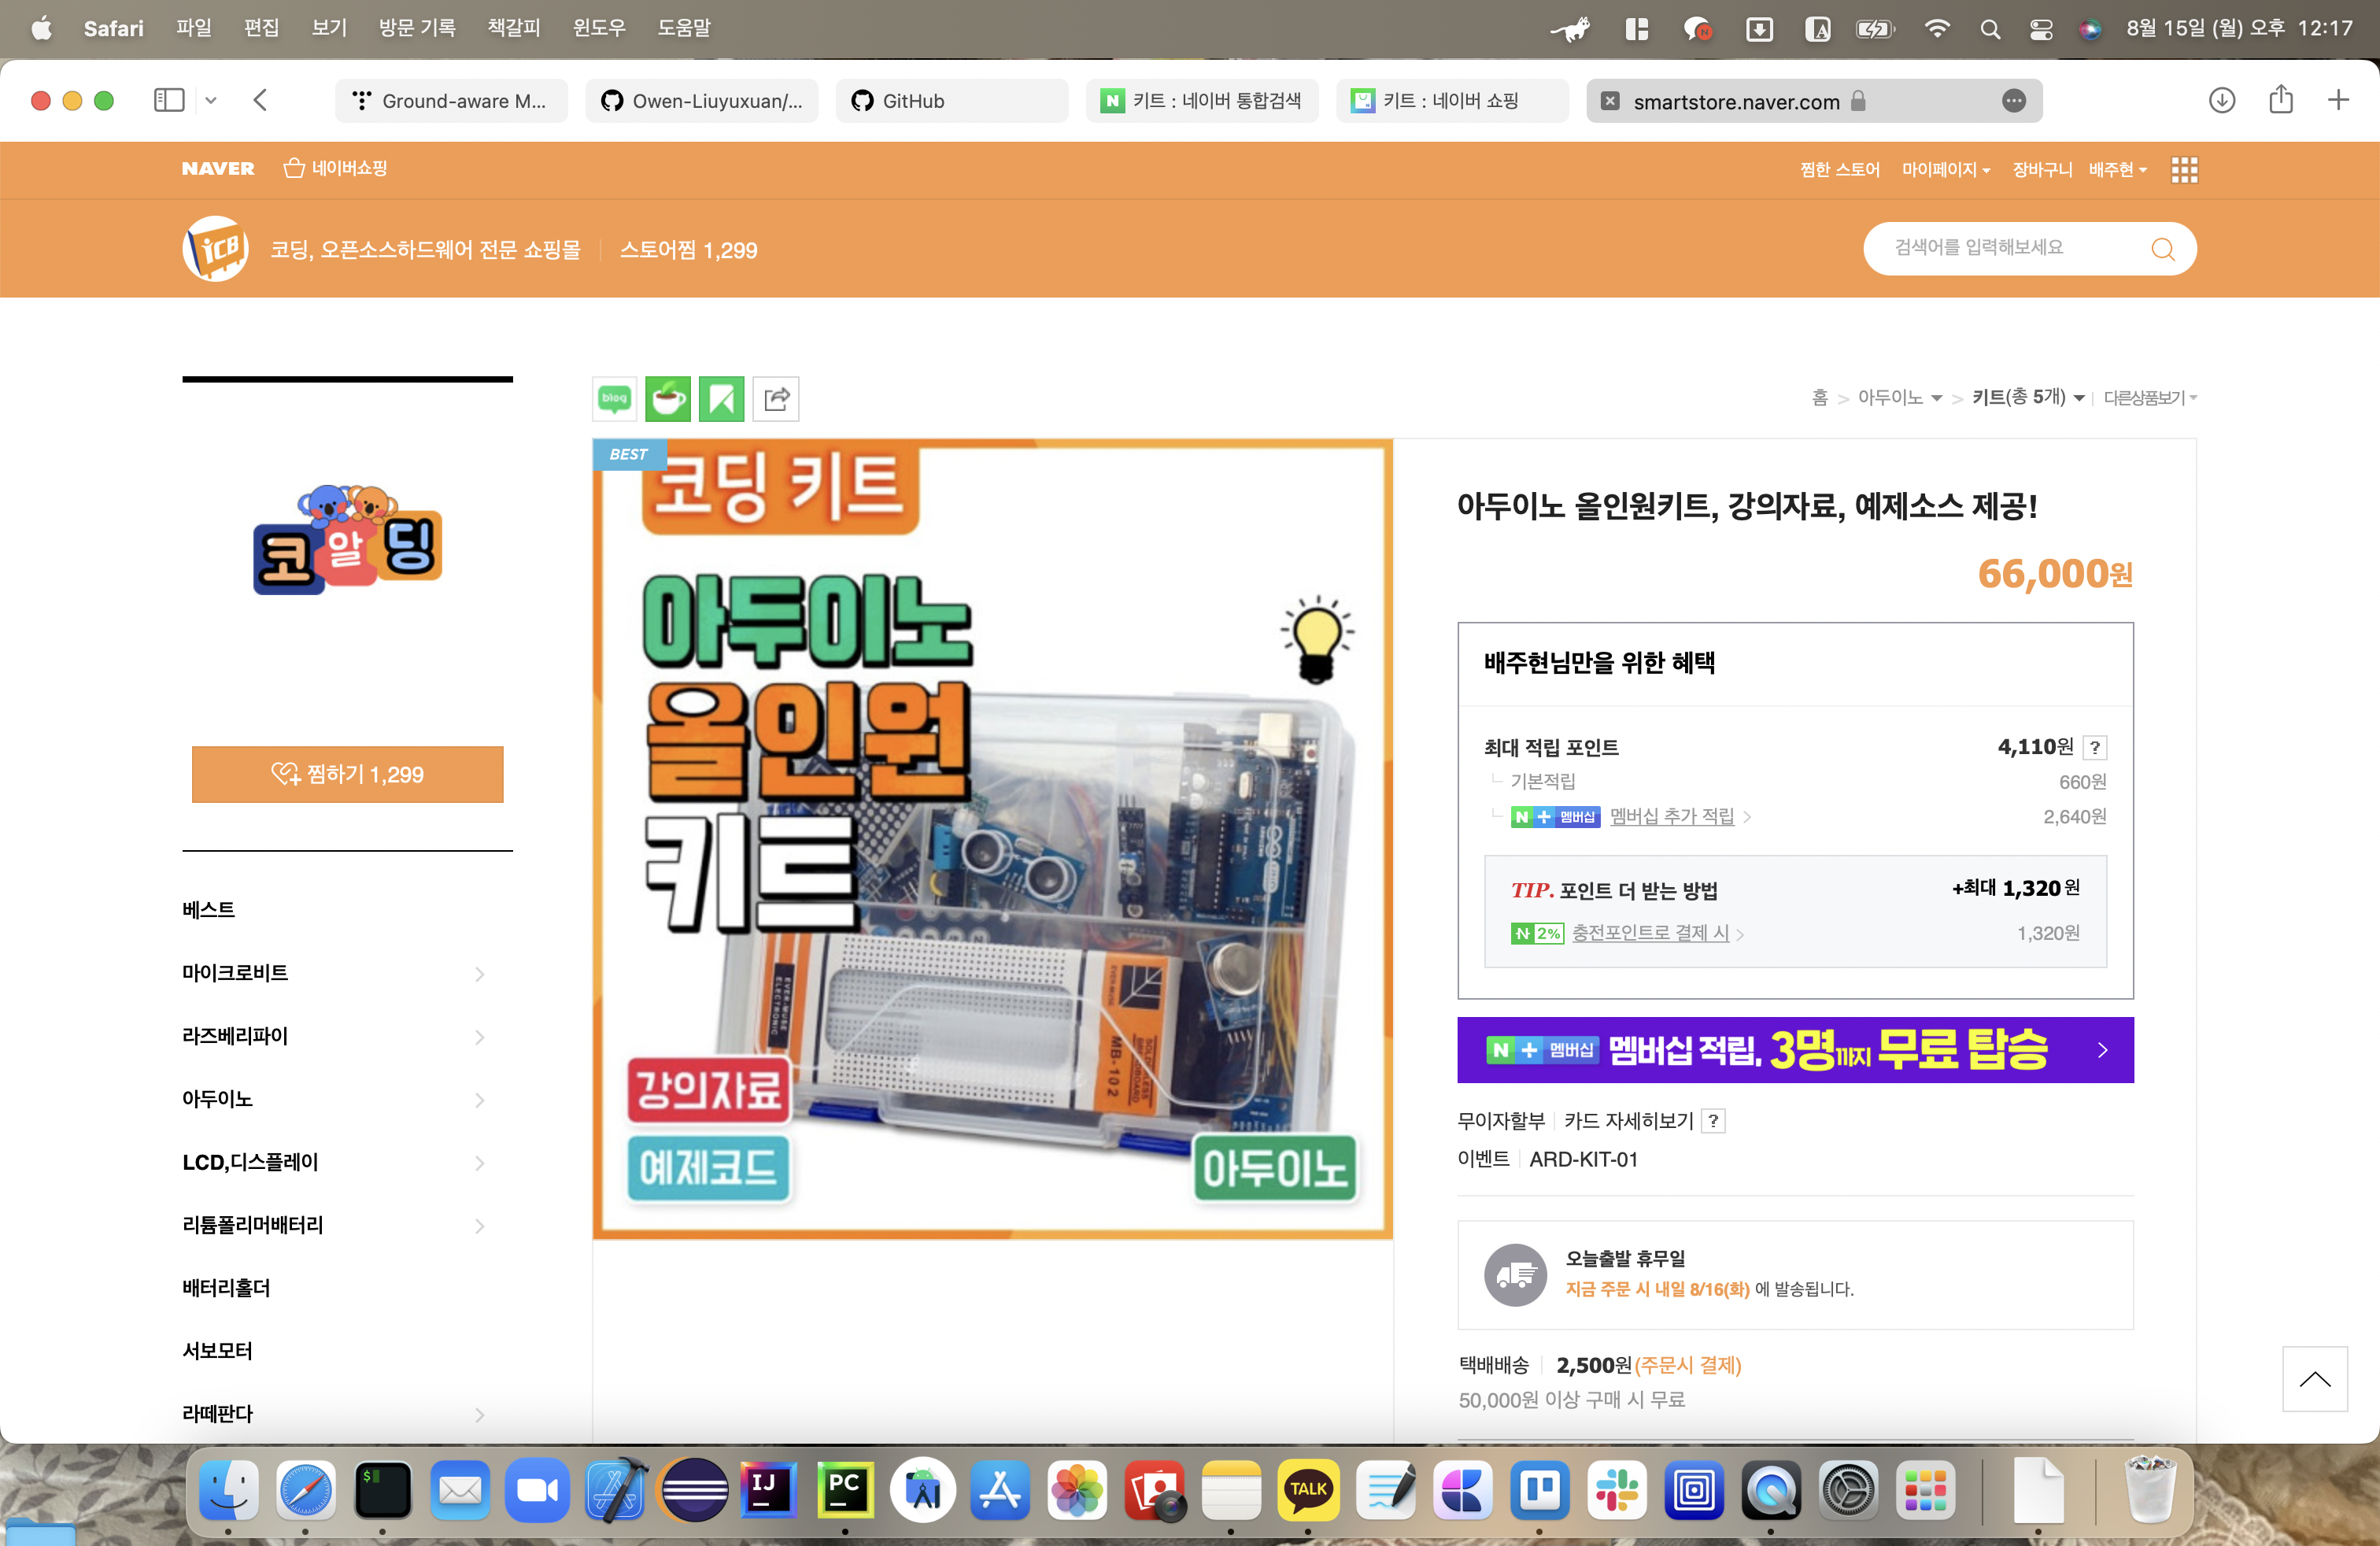 Safari 파일 편집 보기 방문 기록 책갈피 윈도우 도움말
8월 15일 (월) 오후 12:17
Ground-aware M...
Owen-Liuyuxuan/...
GitHub
키트 : 네이버 통합검색
키트 : 네이버 쇼핑
smartstore.naver.com
NAVER 네이버쇼핑
찜한 스토어 마이페이지 장바구니 배주현
iCB
코딩, 오픈소스하드웨어 전문 쇼핑몰 스토어찜 1,299
검색어를 입력해보세요
코알딩
찜하기 1,299
베스트
마이크로비트
라즈베리파이
아두이노
LCD,디스플레이
리튬폴리머배터리
배터리홀더
서보모터
라떼판다
blog
홈 > 아두이노 > 키트(총 5개) 다른상품보기
BEST
코딩 키트
아두이노
올인원
키트
EVER-MUSE
ELECTRONIC
MB-102
강의자료
예제코드
아두이노
아두이노 올인원키트, 강의자료, 예제소스 제공!
66,000원
배주현님만을 위한 혜택
최대 적립 포인트 4,110원 ?
기본적립 660원
N + 멤버십 멤버십 추가 적립 2,640원
TIP. 포인트 더 받는 방법 +최대 1,320원
N 2% 충전포인트로 결제 시 1,320원
N + 멤버십 멤버십 적립, 3명까지 무료 탑승
무이자할부 카드 자세히보기 ?
이벤트 ARD-KIT-01
오늘출발 휴무일
지금 주문 시 내일 8/16(화) 에 발송됩니다.
택배배송 2,500원(주문시 결제)
50,000원 이상 구매 시 무료
IJ
PC
TALK